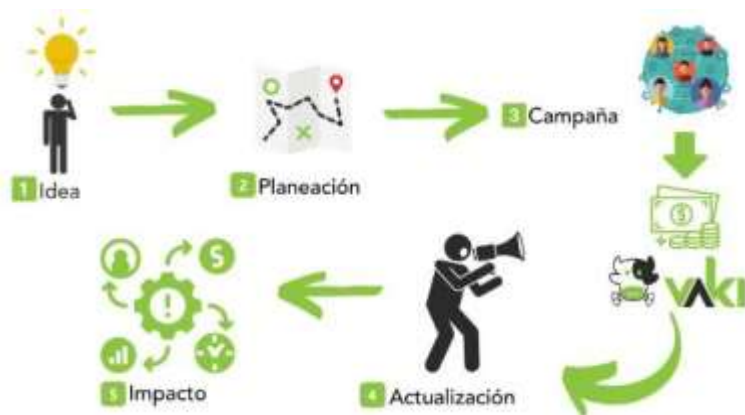 1 Idea
2 Planeación
3 Campaña
vaki
4 Actualización
5 Impacto